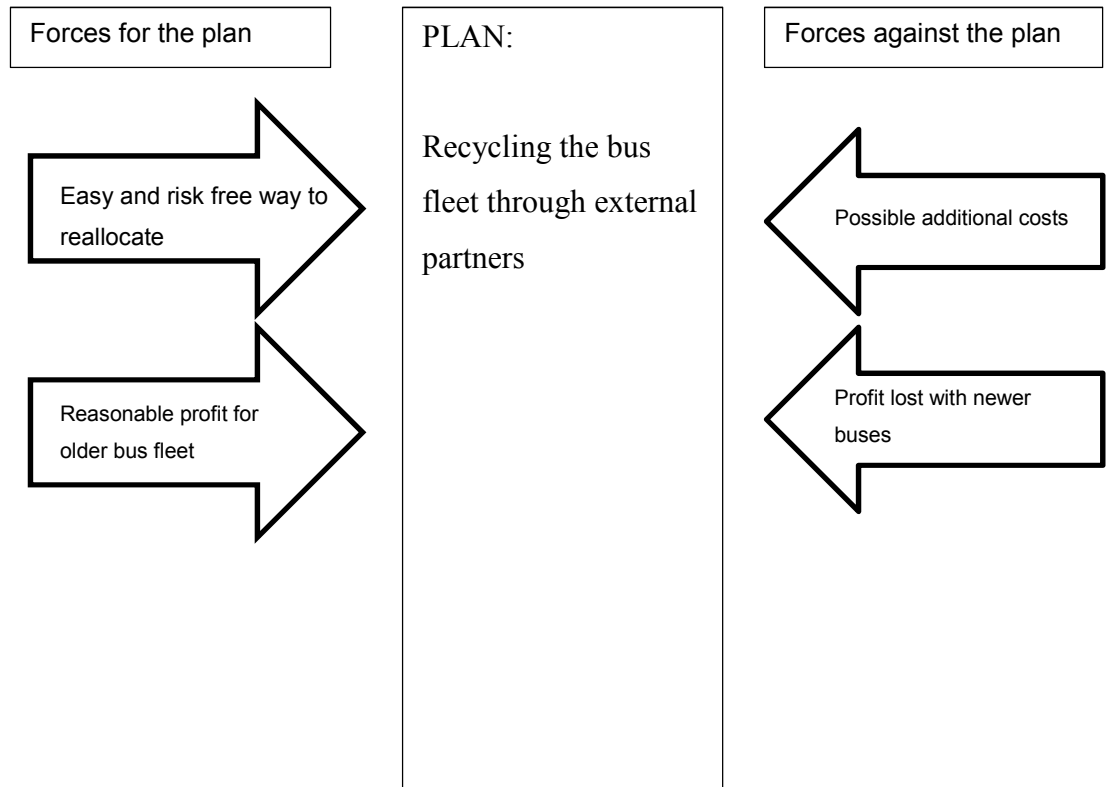 Forces for the plan
PLAN:
Forces against the plan
Recycling the bus
fleet through external
partners
Easy and risk free way to
reallocate
Reasonable profit for
older bus fleet
Possible additional costs
Profit lost with newer
buses